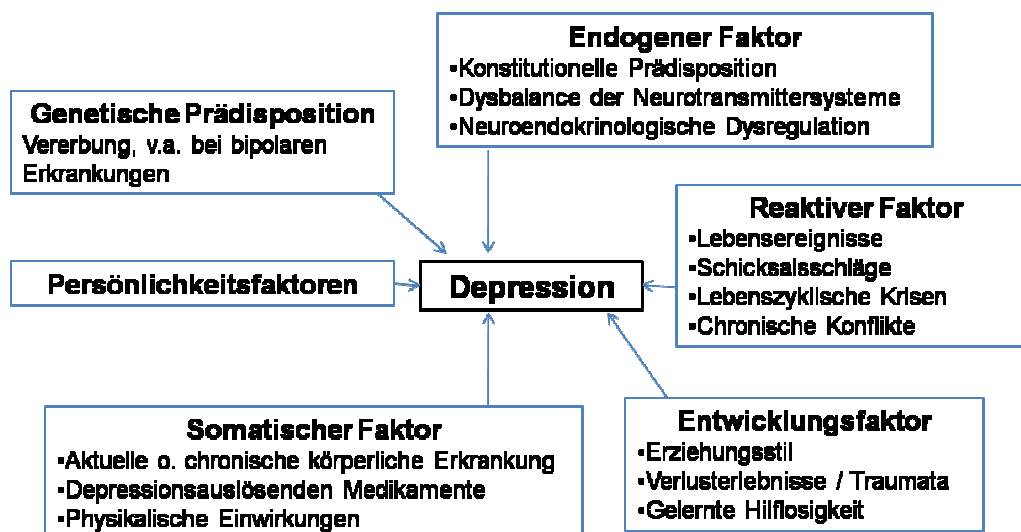 Endogener Faktor
▪Konstitutionelle Prädisposition
▪Dysbalance der Neurotransmittersysteme
▪Neuroendokrinologische Dysregulation
Genetische Prädisposition
Vererbung, v.a. bei bipolaren
Erkrankungen
Reaktiver Faktor
▪Lebensereignisse
▪Schicksalsschläge
▪Lebenszyklische Krisen
▪Chronische Konflikte
Persönlichkeitsfaktoren
Depression
Somatischer Faktor
▪Aktuelle o. chronische körperliche Erkrankung
▪Depressionsauslösenden Medikamente
▪Physikalische Einwirkungen
Entwicklungsfaktor
▪Erziehungsstil
▪Verlusterlebnisse / Traumata
▪Gelernte Hilflosigkeit